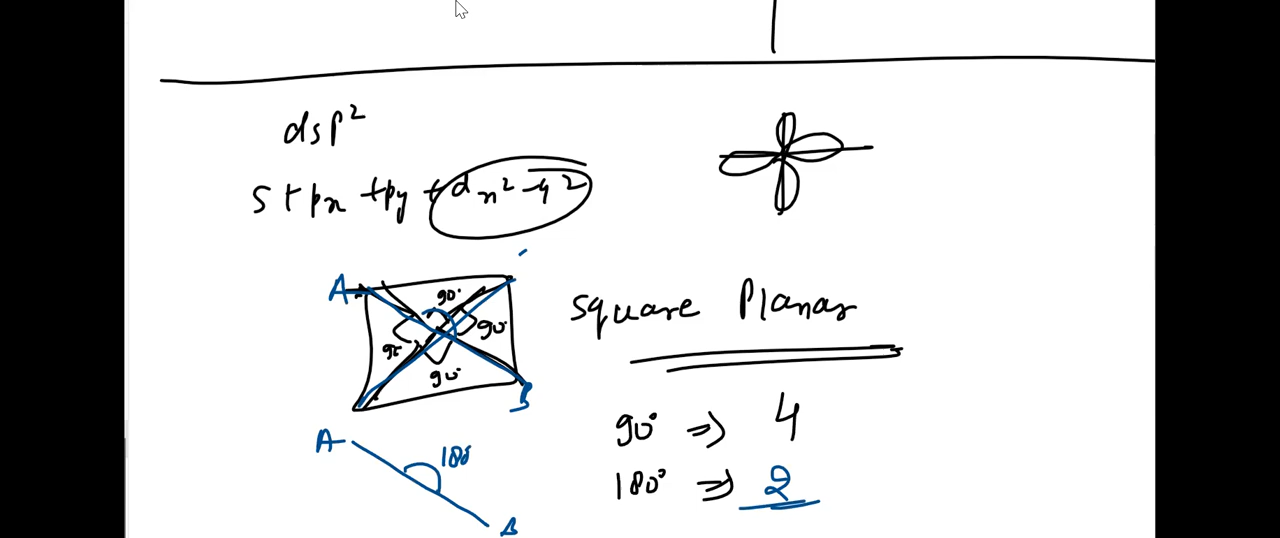 dsp²
s + px + py + dx²-y²
A
90°
90°
90°
90°
B
Square Planar
90° ⇒ 4
A
180°
180° ⇒ 2
B